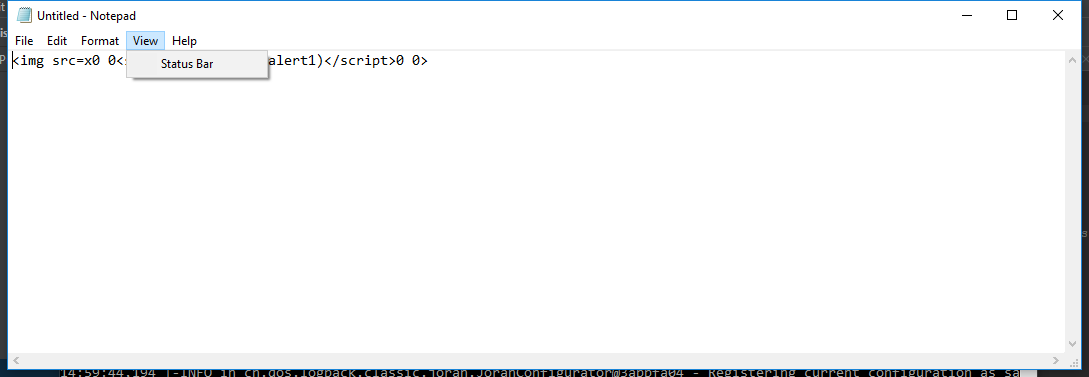 Untitled - Notepad
File Edit Format View Help
<img src=x0 0< alert1)</script>0 0>
Status Bar
14:59:44.194 |-INFO in ch.qos.logback.classic.joran.JoranConfigurator@3abbfa04 - Registering current configuration as sa